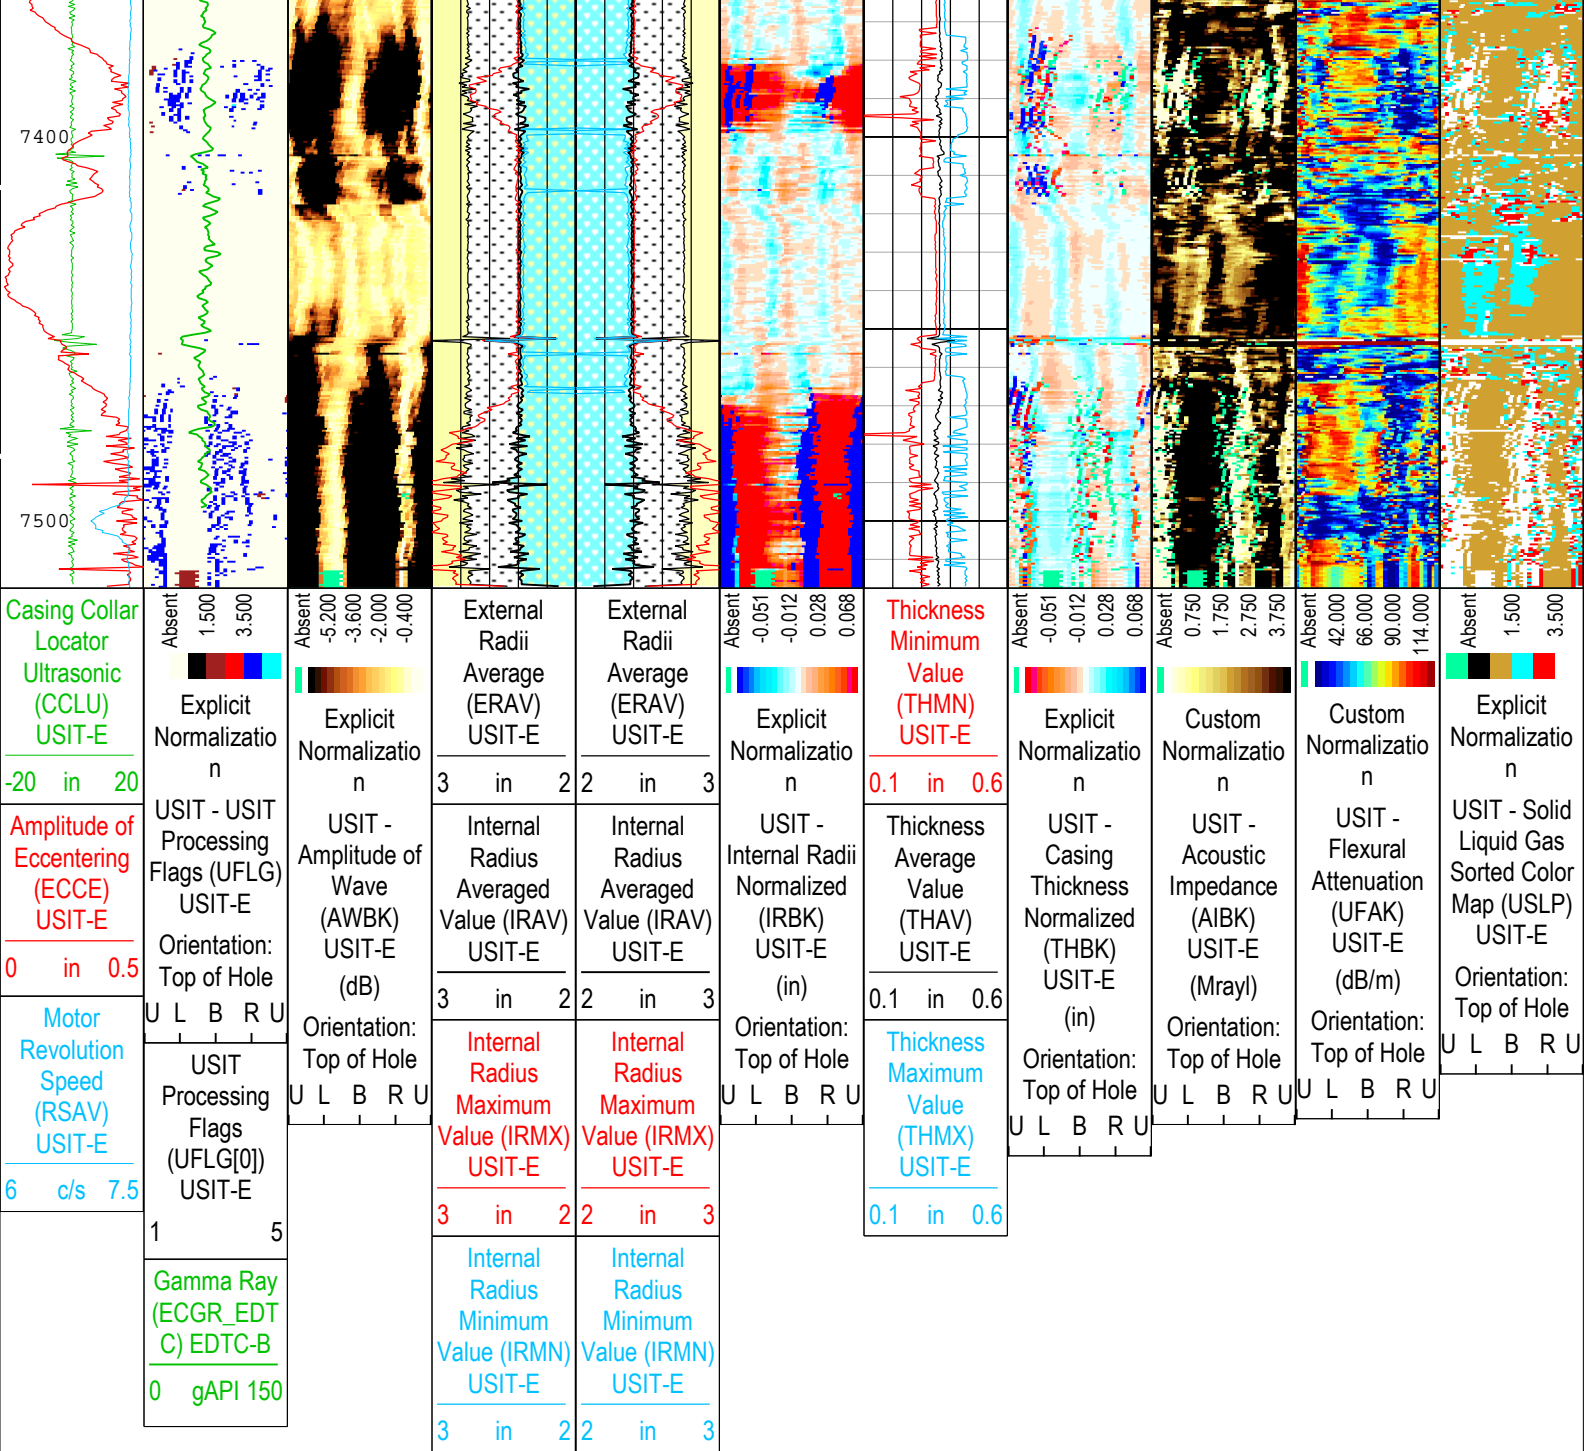 7400
7500
Casing Collar
Locator
Ultrasonic
(CCLU)
USIT-E
-20 in 20
Amplitude of
Eccentering
(ECCE)
USIT-E
0 in 0.5
Motor
Revolution
Speed
(RSAV)
USIT-E
6 c/s 7.5
Absent
1.500
3.500
Explicit
Normalizatio
n
USIT - USIT
Processing
Flags (UFLG)
USIT-E
Orientation:
Top of Hole
U L B R U
USIT
Processing
Flags
(UFLG[0])
USIT-E
1 5
Gamma Ray
(ECGR_EDT
C) EDTC-B
0 gAPI 150
Absent
-5.200
-3.600
-2.000
-0.400
Explicit
Normalizatio
n
USIT -
Amplitude of
Wave
(AWBK)
USIT-E
(dB)
Orientation:
Top of Hole
U L B R U
External
Radii
Average
(ERAV)
USIT-E
3 in 2
Internal
Radius
Averaged
Value (IRAV)
USIT-E
3 in 2
Internal
Radius
Maximum
Value (IRMX)
USIT-E
3 in 2
Internal
Radius
Minimum
Value (IRMN)
USIT-E
3 in 2
External
Radii
Average
(ERAV)
USIT-E
2 in 3
Internal
Radius
Averaged
Value (IRAV)
USIT-E
2 in 3
Internal
Radius
Maximum
Value (IRMX)
USIT-E
2 in 3
Internal
Radius
Minimum
Value (IRMN)
USIT-E
2 in 3
Absent
-0.051
-0.012
0.028
0.068
Explicit
Normalizatio
n
USIT -
Internal Radii
Normalized
(IRBK)
USIT-E
(in)
Orientation:
Top of Hole
U L B R U
Thickness
Minimum
Value
(THMN)
USIT-E
0.1 in 0.6
Thickness
Average
Value
(THAV)
USIT-E
0.1 in 0.6
Thickness
Maximum
Value
(THMX)
USIT-E
0.1 in 0.6
Absent
-0.051
-0.012
0.028
0.068
Explicit
Normalizatio
n
USIT -
Casing
Thickness
Normalized
(THBK)
USIT-E
(in)
Orientation:
Top of Hole
U L B R U
Absent
0.750
1.750
2.750
3.750
Custom
Normalizatio
n
USIT -
Acoustic
Impedance
(AIBK)
USIT-E
(Mrayl)
Orientation:
Top of Hole
U L B R U
Absent
42.000
66.000
90.000
114.000
Custom
Normalizatio
n
USIT -
Flexural
Attenuation
(UFAK)
USIT-E
(dB/m)
Orientation:
Top of Hole
U L B R U
Absent
1.500
3.500
Explicit
Normalizatio
n
USIT - Solid
Liquid Gas
Sorted Color
Map (USLP)
USIT-E
Orientation:
Top of Hole
U L B R U